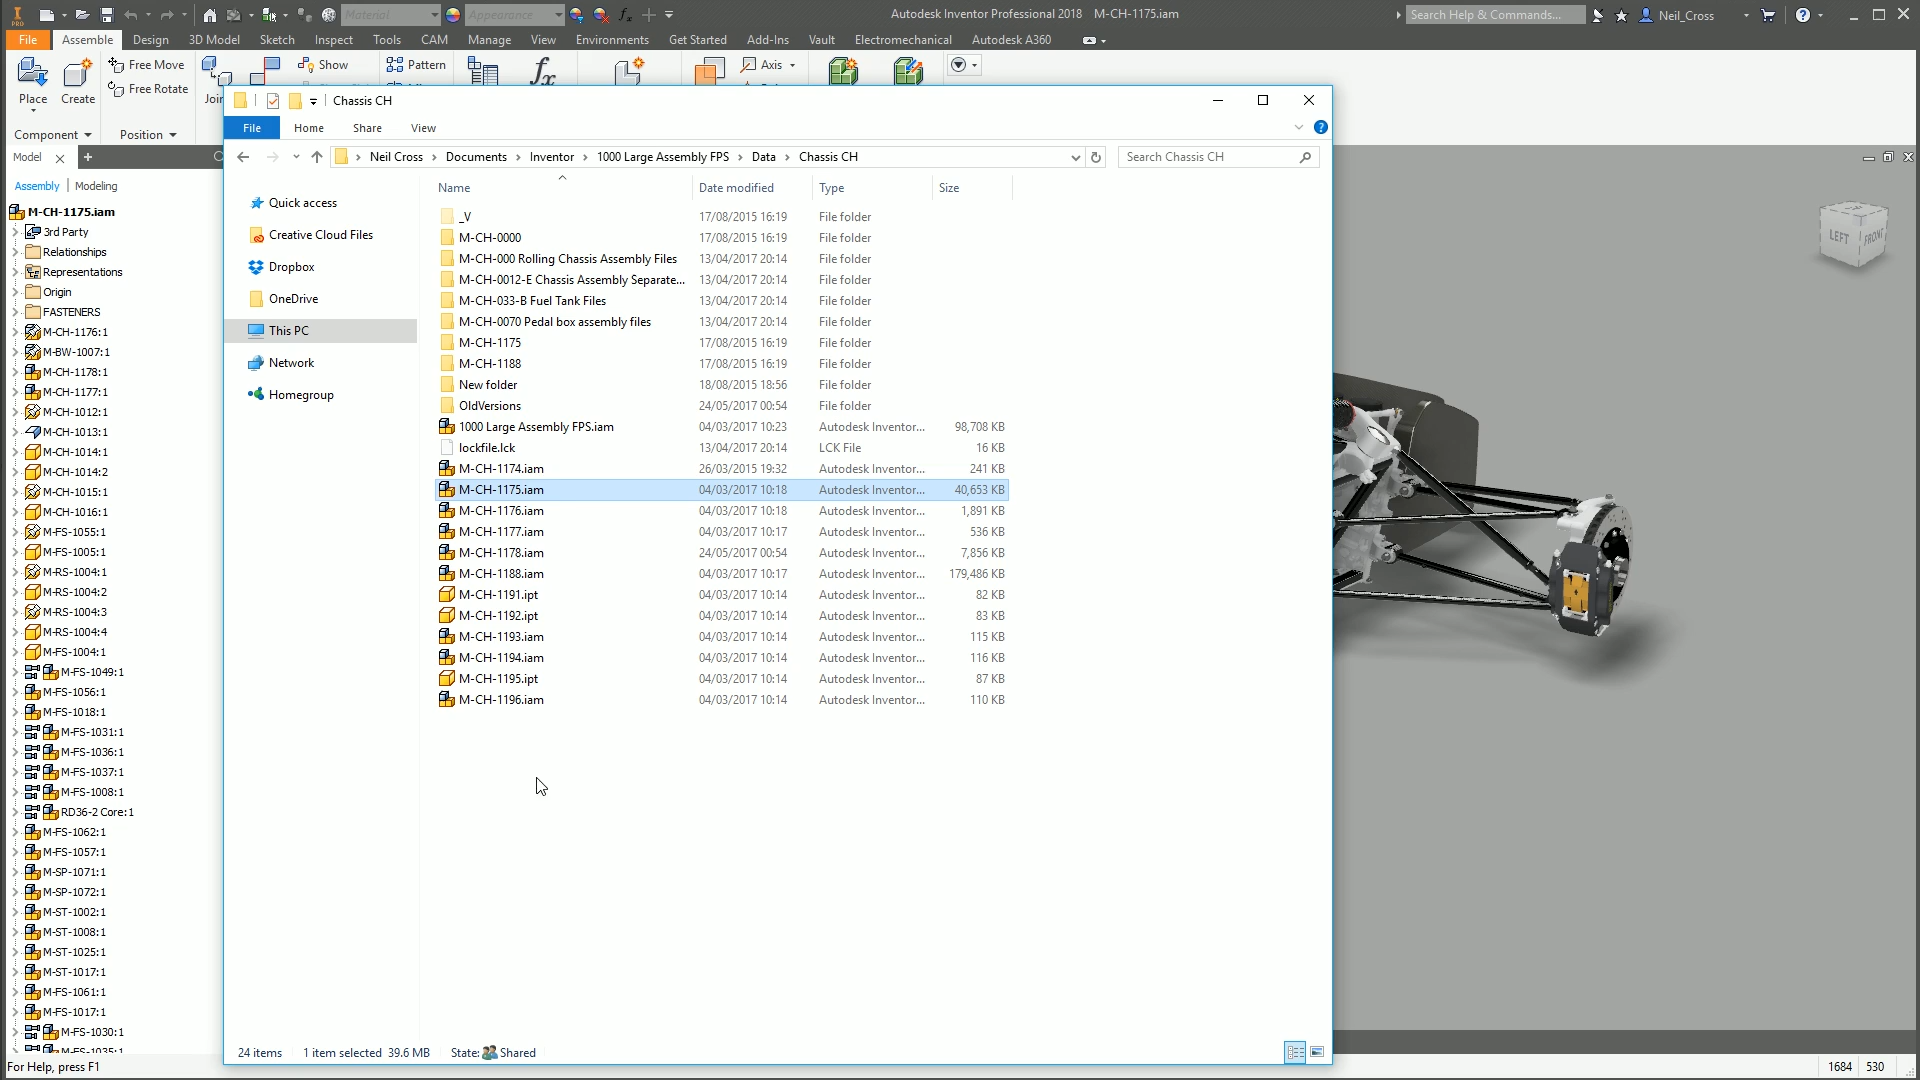 Material
Appearance
Autodesk Inventor Professional 2018 M-CH-1175.iam
Search Help & Commands...
Neil_Cross
File Assemble Design 3D Model Sketch Inspect Tools CAM Manage View Environments Get Started Add-Ins Vault Electromechanical Autodesk A360
Free Move
Show
Pattern
Axis
Free Rotate
Place
Create
Component
Position
Model
Assembly Modeling
M-CH-1175.iam
3rd Party
Relationships
Representations
Origin
FASTENERS
M-CH-1176:1
M-BW-1007:1
M-CH-1178:1
M-CH-1177:1
M-CH-1012:1
M-CH-1013:1
M-CH-1014:1
M-CH-1014:2
M-CH-1015:1
M-CH-1016:1
M-FS-1055:1
M-FS-1005:1
M-RS-1004:1
M-RS-1004:2
M-RS-1004:3
M-RS-1004:4
M-FS-1004:1
M-FS-1049:1
M-FS-1056:1
M-FS-1018:1
M-FS-1031:1
M-FS-1036:1
M-FS-1037:1
M-FS-1008:1
RD36-2 Core:1
M-FS-1062:1
M-FS-1057:1
M-SP-1071:1
M-SP-1072:1
M-ST-1002:1
M-ST-1008:1
M-ST-1025:1
M-ST-1017:1
M-FS-1061:1
M-FS-1017:1
M-FS-1030:1
M-FS-1035:1
For Help, press F1
Chassis CH
File Home Share View
Neil Cross Documents Inventor 1000 Large Assembly FPS Data Chassis CH
Search Chassis CH
Quick access
Creative Cloud Files
Dropbox
OneDrive
This PC
Network
Homegroup
Name Date modified Type Size
_V 17/08/2015 16:19 File folder
M-CH-0000 17/08/2015 16:19 File folder
M-CH-000 Rolling Chassis Assembly Files 13/04/2017 20:14 File folder
M-CH-0012-E Chassis Assembly Separate... 13/04/2017 20:14 File folder
M-CH-033-B Fuel Tank Files 13/04/2017 20:14 File folder
M-CH-0070 Pedal box assembly files 13/04/2017 20:14 File folder
M-CH-1175 17/08/2015 16:19 File folder
M-CH-1188 17/08/2015 16:19 File folder
New folder 18/08/2015 18:56 File folder
OldVersions 24/05/2017 00:54 File folder
1000 Large Assembly FPS.iam 04/03/2017 10:23 Autodesk Inventor... 98,708 KB
lockfile.lck 13/04/2017 20:14 LCK File 16 KB
M-CH-1174.iam 26/03/2015 19:32 Autodesk Inventor... 241 KB
M-CH-1175.iam 04/03/2017 10:18 Autodesk Inventor... 40,653 KB
M-CH-1176.iam 04/03/2017 10:18 Autodesk Inventor... 1,891 KB
M-CH-1177.iam 04/03/2017 10:17 Autodesk Inventor... 536 KB
M-CH-1178.iam 24/05/2017 00:54 Autodesk Inventor... 7,856 KB
M-CH-1188.iam 04/03/2017 10:17 Autodesk Inventor... 179,486 KB
M-CH-1191.ipt 04/03/2017 10:14 Autodesk Inventor... 82 KB
M-CH-1192.ipt 04/03/2017 10:14 Autodesk Inventor... 83 KB
M-CH-1193.iam 04/03/2017 10:14 Autodesk Inventor... 115 KB
M-CH-1194.iam 04/03/2017 10:14 Autodesk Inventor... 116 KB
M-CH-1195.ipt 04/03/2017 10:14 Autodesk Inventor... 87 KB
M-CH-1196.iam 04/03/2017 10:14 Autodesk Inventor... 110 KB
24 items 1 item selected 39.6 MB State: Shared
LEFT FRONT
1684 530